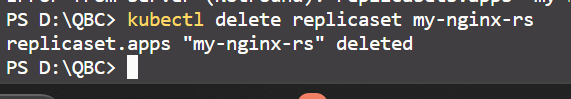 PS D:\QBC> kubectl delete replicaset my-nginx-rs
replicaset.apps "my-nginx-rs" deleted
PS D:\QBC>